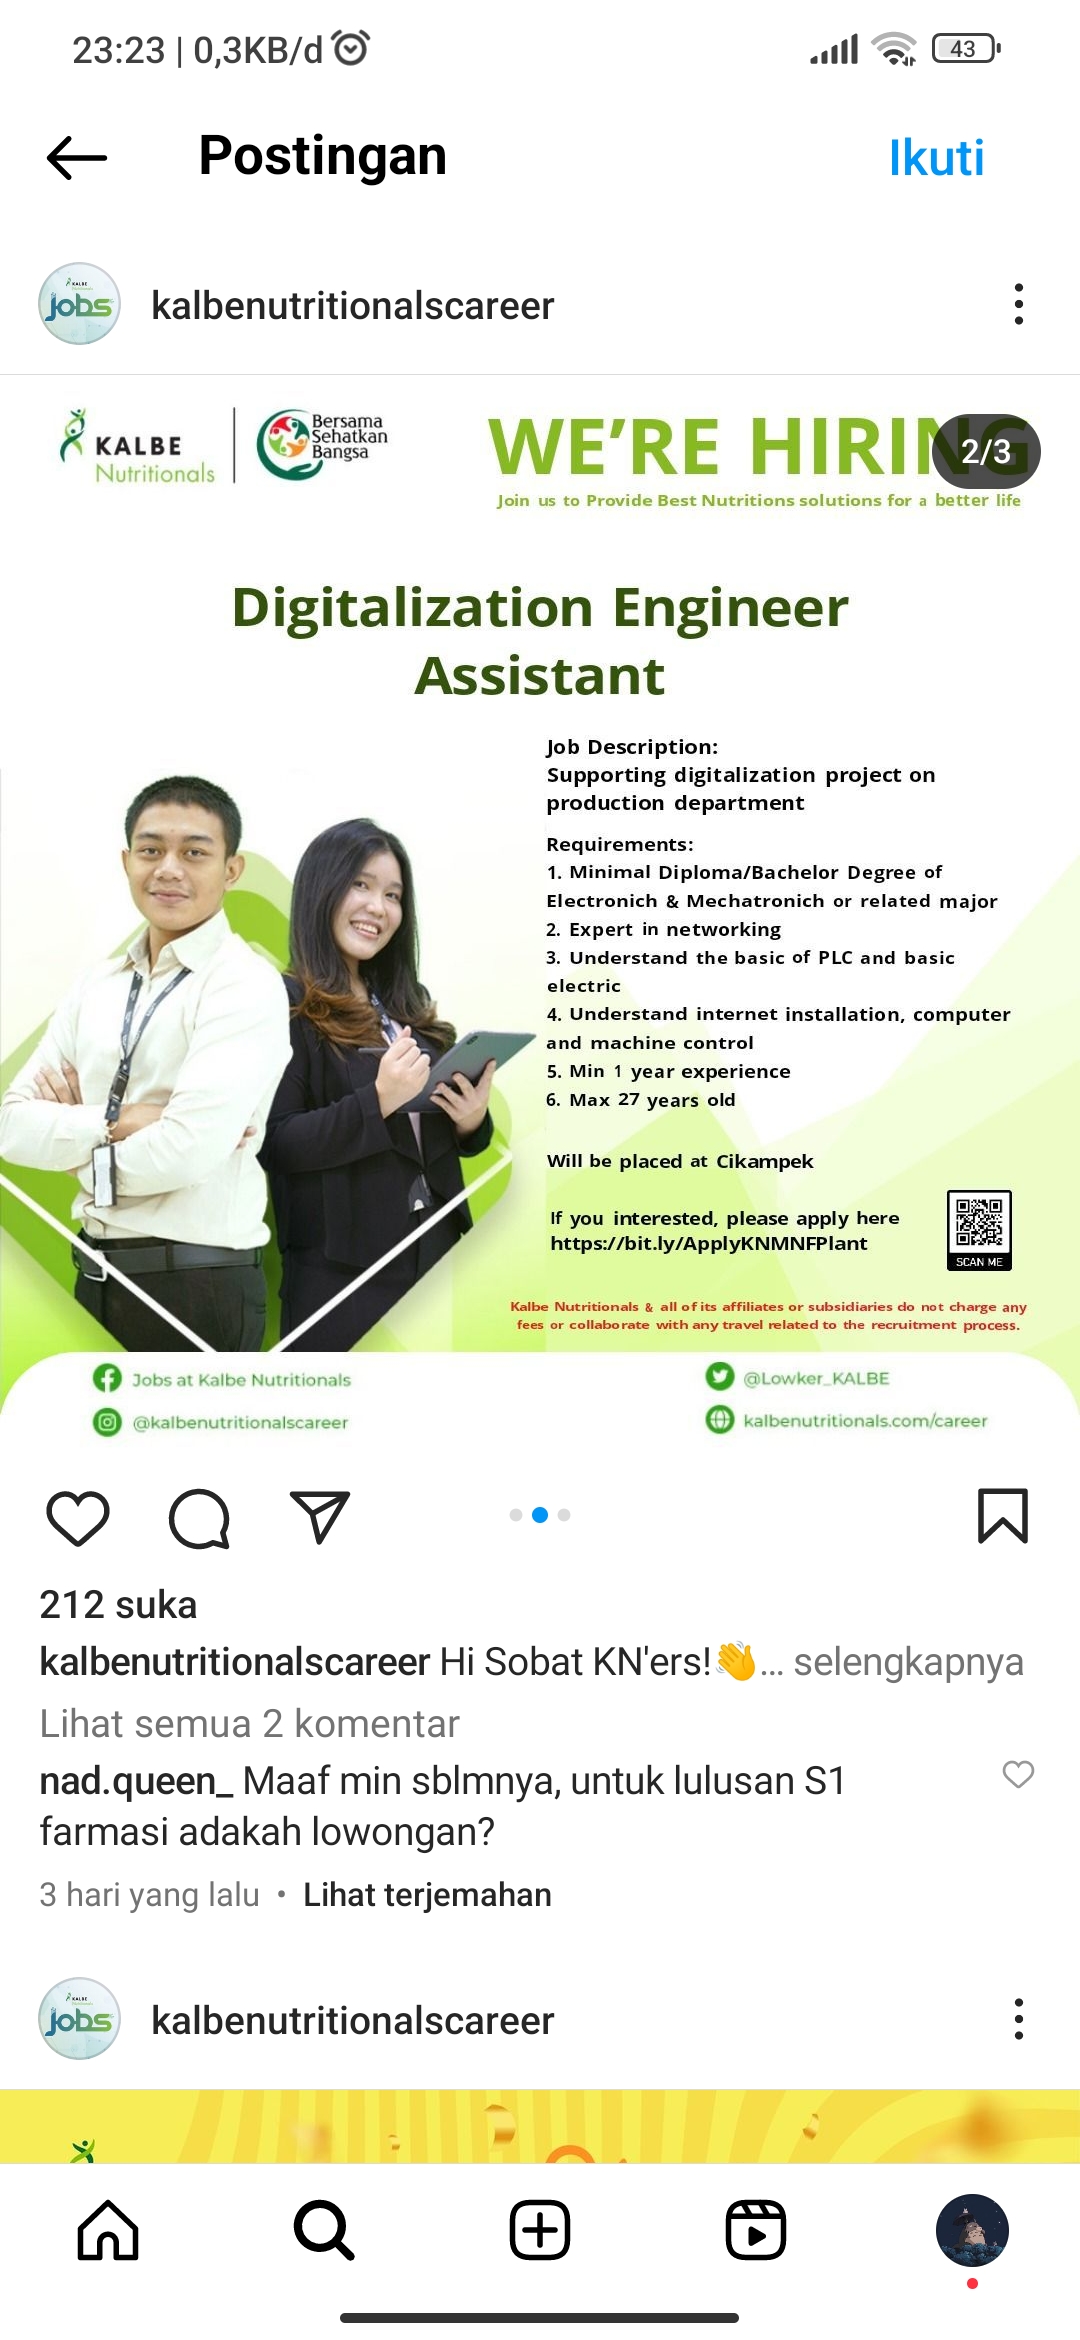 23:23 | 0,3KB/d
43
Postingan
Ikuti
KALBE
jobs
kalbenutritionalscareer
KALBE
Nutritionals
Bersama
Sehatkan
Bangsa
WE'RE HIRING
2/3
Join us to Provide Best Nutritions solutions for a better life
Digitalization Engineer
Assistant
Job Description:
Supporting digitalization project on
production department
Requirements:
1. Minimal Diploma/Bachelor Degree of
Electronich & Mechatronich or related major
2. Expert in networking
3. Understand the basic of PLC and basic
electric
4. Understand internet installation, computer
and machine control
5. Min 1 year experience
6. Max 27 years old
Will be placed at Cikampek
If you interested, please apply here
https://bit.ly/ApplyKNMNFPlant
SCAN ME
Kalbe Nutritionals & all of its affiliates or subsidiaries do not charge any
fees or collaborate with any travel related to the recruitment process.
Jobs at Kalbe Nutritionals
@Lowker_KALBE
@kalbenutritionalscareer
kalbenutritionals.com/career
212 suka
kalbenutritionalscareer Hi Sobat KN'ers!👋... selengkapnya
Lihat semua 2 komentar
nad.queen_ Maaf min sblmnya, untuk lulusan S1
farmasi adakah lowongan?
3 hari yang lalu • Lihat terjemahan
KALBE
jobs
kalbenutritionalscareer